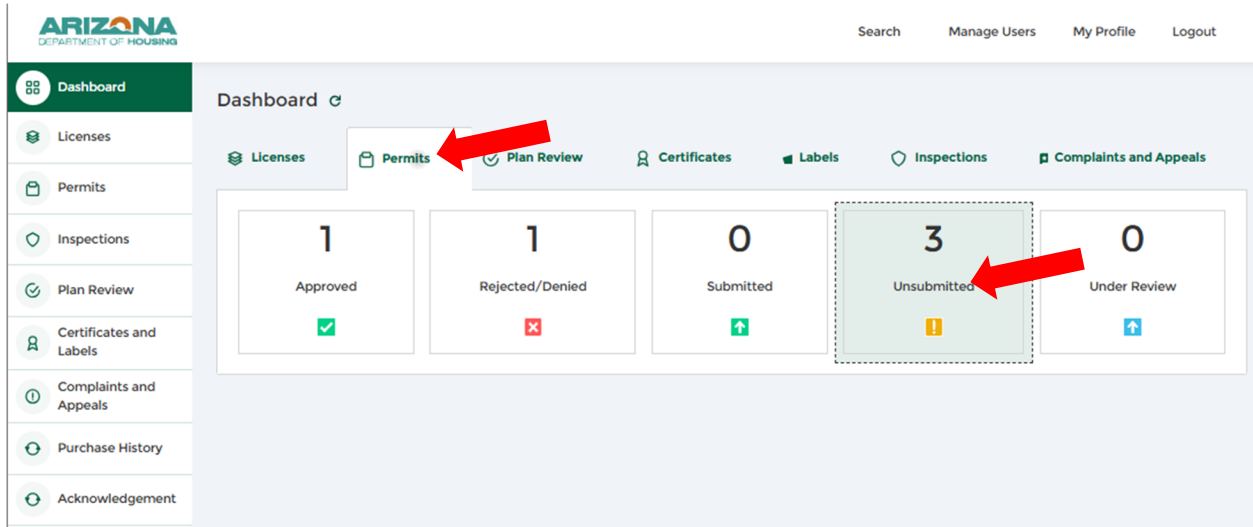 ARIZONA
DEPARTMENT OF HOUSING
Search Manage Users My Profile Logout
Dashboard
Licenses
Permits
Inspections
Plan Review
Certificates and
Labels
Complaints and
Appeals
Purchase History
Acknowledgement
Dashboard
Licenses Permits Plan Review Certificates Labels Inspections Complaints and Appeals
1
Approved
1
Rejected/Denied
0
Submitted
3
Unsubmitted
0
Under Review